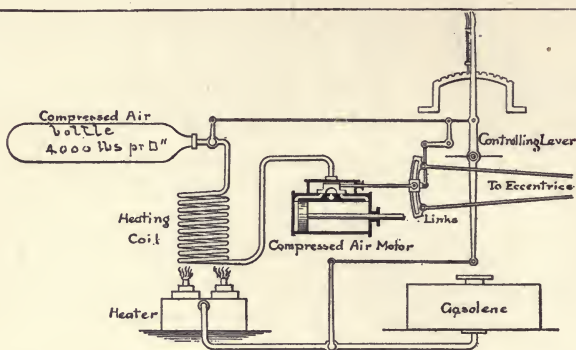 Compressed Air
bottle
4000 lbs pr □"
Controlling Lever
To Eccentrics
Links
Heating
Coil
Compressed Air Motor
Heater
Gasolene